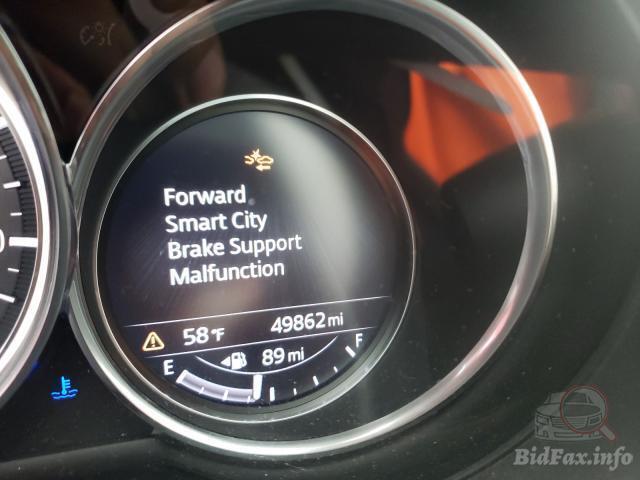 Forward
Smart City
Brake Support
Malfunction
58°F 49862 mi
E 89 mi F
BidFax.info